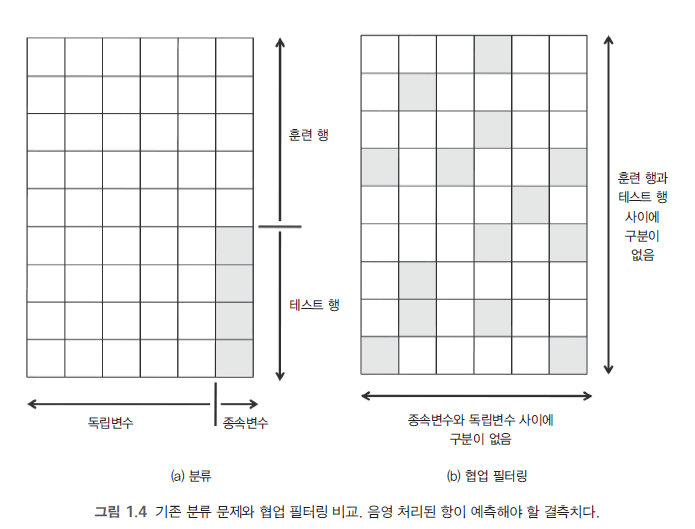 훈련 행
테스트 행
독립변수
종속변수
(a) 분류
훈련 행과
테스트 행
사이에
구분이
없음
종속변수와 독립변수 사이에
구분이 없음
(b) 협업 필터링
그림 1.4 기존 분류 문제와 협업 필터링 비교. 음영 처리된 항이 예측해야 할 결측치다.